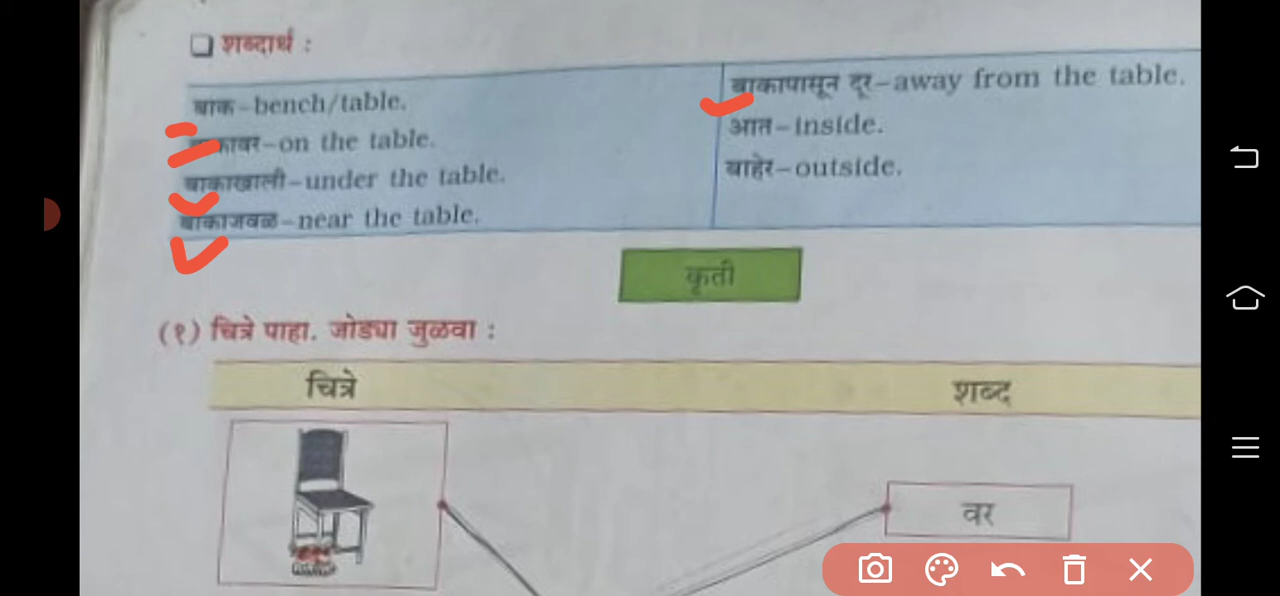 ❑ शब्दार्थ :
बाक–bench/table.
बाकावर–on the table.
बाकाखाली–under the table.
बाकाजवळ–near the table.
बाकापासून दूर–away from the table.
आत–inside.
बाहेर–outside.
कृती
(१) चित्रे पाहा. जोड्या जुळवा :
चित्रे
शब्द
वर